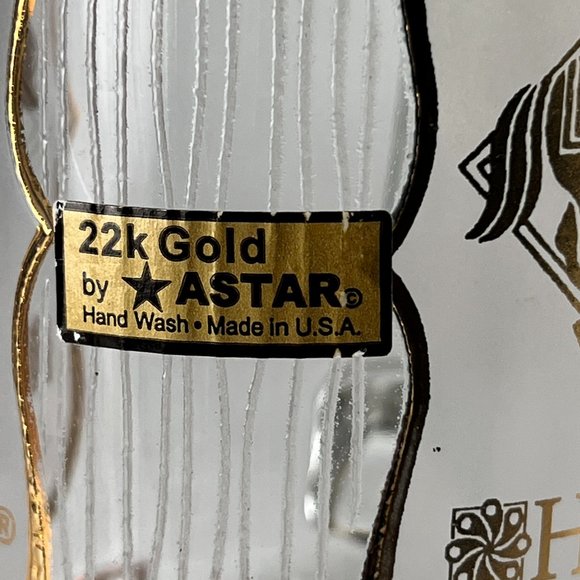 22k Gold
by ★ ASTAR©
Hand Wash • Made in U.S.A.
®
H